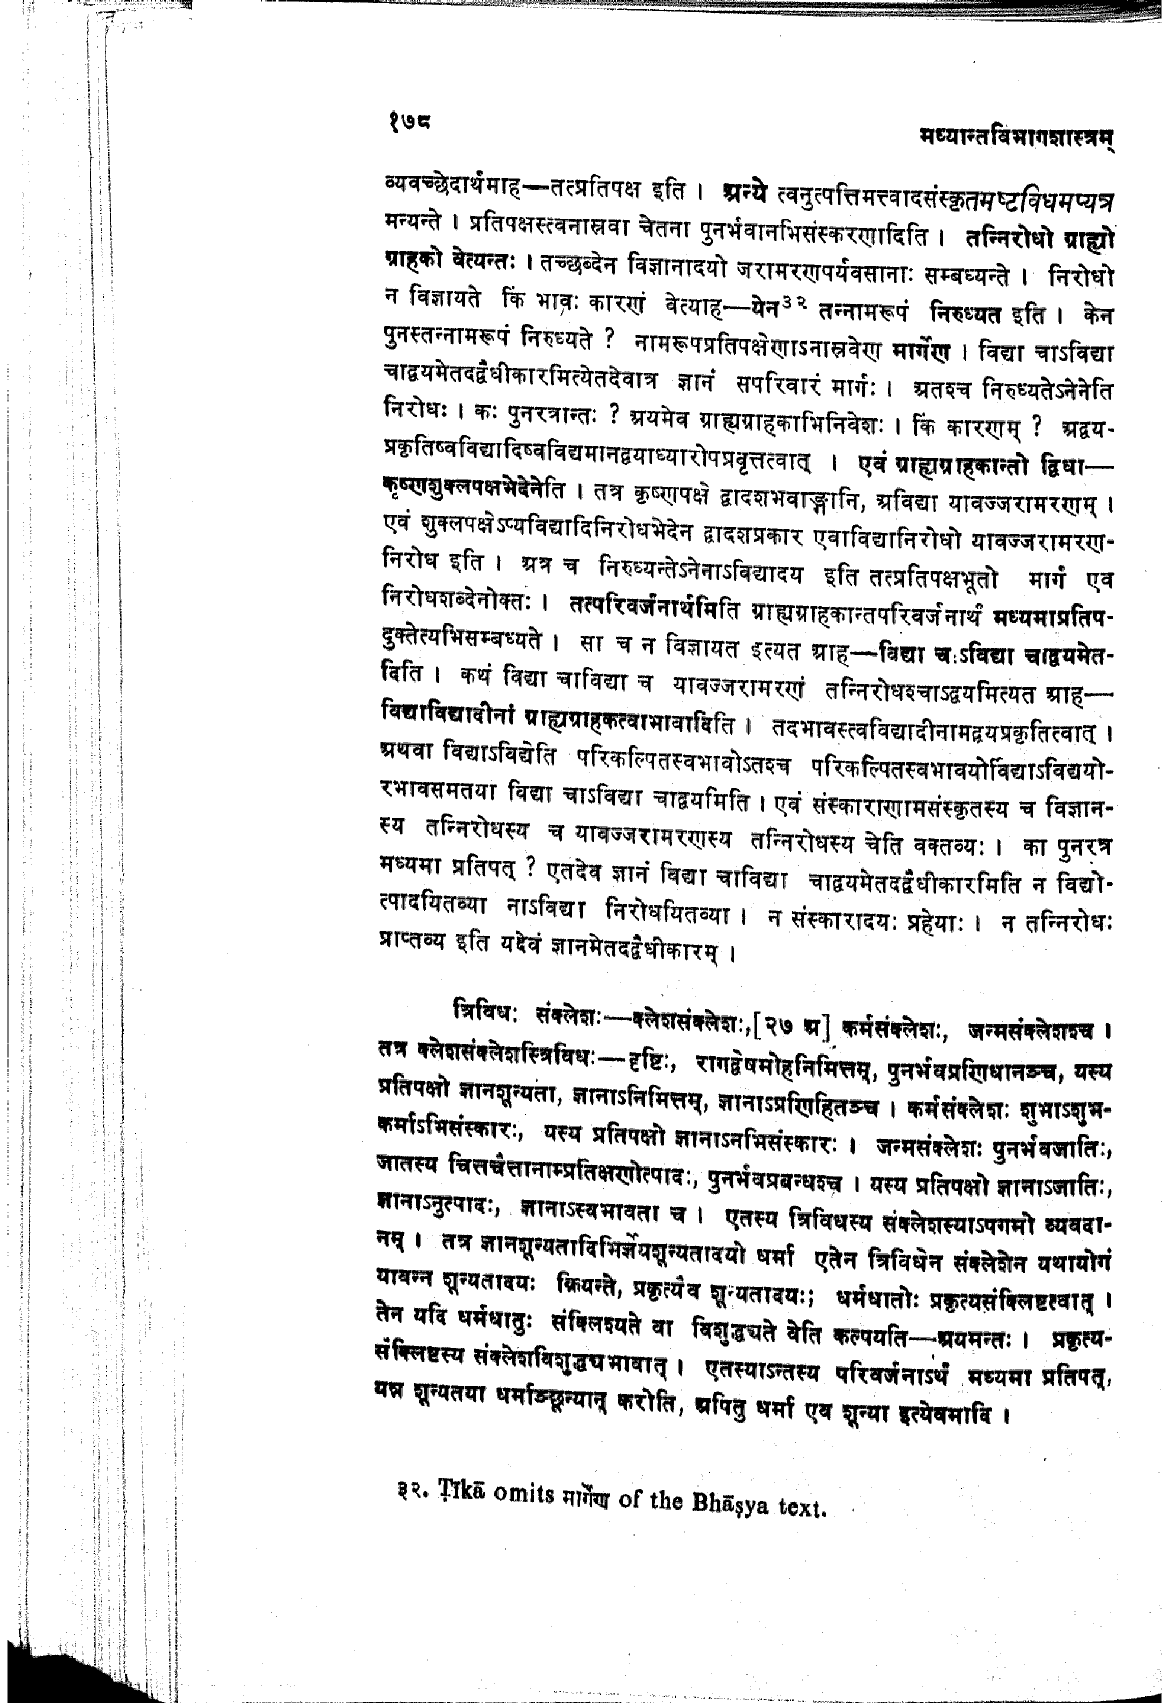 १७८
मध्यान्तविभागशास्त्रम्
व्यवच्छेदार्थमाह—तत्प्रतिपक्ष इति । अन्ये त्वनुत्पत्तिमत्त्वादसंस्कृतमष्टविधमप्यत्र
मन्यन्ते । प्रतिपक्षस्त्वनास्रवा चेतना पुनर्भवानभिसंस्करणादिति । तन्निरोधो ग्राह्यो
ग्राहको वेत्यन्तः । तच्छब्देन विज्ञानादयो जरामरणपर्यवसानाः सम्बध्यन्ते । निरोधो
न विज्ञायते किं भावः कारणं वेत्याह—येन३२ तन्नामरूपं निरुध्यत इति । केन
पुनस्तन्नामरूपं निरुध्यते ? नामरूपप्रतिपक्षेणाऽनास्रवेण मार्गेण । विद्या चाऽविद्या
चाद्वयमेतदद्वैधीकारमित्येतदेवात्र ज्ञानं सपरिवारं मार्गः । अतश्च निरुध्यतेऽनेनेति
निरोधः । कः पुनरत्रान्तः ? अयमेव ग्राह्यग्राहकाभिनिवेशः । किं कारणम् ? अद्वय-
प्रकृतिष्वविद्यादिष्वविद्यमानद्वयाध्यारोपप्रवृत्तत्वात् । एवं ग्राह्यग्राहकान्तो द्विधा—
कृष्णशुक्लपक्षभेदेनेति । तत्र कृष्णपक्षे द्वादशभवाङ्गानि, अविद्या यावज्जरामरणम् ।
एवं शुक्लपक्षेऽप्यविद्यादिनिरोधभेदेन द्वादशप्रकार एवाविद्यानिरोधो यावज्जरामरण-
निरोध इति । अत्र च निरुध्यन्तेऽनेनाऽविद्यादय इति तत्प्रतिपक्षभूतो मार्ग एव
निरोधशब्देनोक्तः । तत्परिवर्जनार्थमिति ग्राह्यग्राहकान्तपरिवर्जनार्थं मध्यमाप्रतिप-
दुक्तेत्यभिसम्बध्यते । सा च न विज्ञायत इत्यत आह—विद्या चाऽविद्या चाद्वयमेत-
दिति । कथं विद्या चाविद्या च यावज्जरामरणं तन्निरोधश्चाऽद्वयमित्यत आह—
विद्याविद्यादीनां ग्राह्यग्राहकत्वाभावादिति । तदभावस्त्वविद्यादीनामद्वयप्रकृतित्वात् ।
अथवा विद्याऽविद्येति परिकल्पितस्वभावोऽतश्च परिकल्पितस्वभावयोर्विद्याऽविद्ययो-
रभावसमतया विद्या चाऽविद्या चाद्वयमिति । एवं संस्काराणामसंस्कृतस्य च विज्ञान-
स्य तन्निरोधस्य च यावज्जरामरणस्य तन्निरोधस्य चेति वक्तव्यः । का पुनरत्र
मध्यमा प्रतिपत् ? एतदेव ज्ञानं विद्या चाविद्या चाद्वयमेतदद्वैधीकारमिति न विद्यो-
त्पादयितव्या नाऽविद्या निरोधयितव्या । न संस्कारादयः प्रहेयाः । न तन्निरोधः
प्राप्तव्य इति यद्येवं ज्ञानमेतदद्वैधीकारम् ।
त्रिविधः संक्लेशः—क्लेशसंक्लेशः,[२७ अ] कर्मसंक्लेशः, जन्मसंक्लेशश्च ।
तत्र क्लेशसंक्लेशस्त्रिविधः—दृष्टिः, रागद्वेषमोहनिमित्तम्, पुनर्भवप्रणिधानञ्च, यस्य
प्रतिपक्षो ज्ञानशून्यता, ज्ञानाऽनिमित्तम्, ज्ञानाऽप्रणिहितञ्च । कर्मसंक्लेशः शुभाऽशुभ-
कर्माऽभिसंस्कारः, यस्य प्रतिपक्षो ज्ञानाऽनभिसंस्कारः । जन्मसंक्लेशः पुनर्भवजातिः,
जातस्य चित्तचैत्तानाम्प्रतिक्षणोत्पादः, पुनर्भवप्रबन्धश्च । यस्य प्रतिपक्षो ज्ञानाऽजातिः,
ज्ञानाऽनुत्पादः, ज्ञानाऽस्वभावता च । एतस्य त्रिविधस्य संक्लेशस्याऽपगमो व्यवदा-
नम् । तत्र ज्ञानशून्यतादिभिर्ज्ञेयशून्यतादयो धर्मा एतेन त्रिविधेन संक्लेशेन यथायोगं
यावन्न शून्यतादयः क्रियन्ते, प्रकृत्यैव शून्यतादयः; धर्मधातोः प्रकृत्यसंक्लिष्टत्वात् ।
तेन यदि धर्मधातुः संक्लिश्यते वा विशुद्धयते वेति कल्पयति—अयमन्तः । प्रकृत्य-
संक्लिष्टस्य संक्लेशविशुद्धयभावात् । एतस्याऽन्तस्य परिवर्जनाऽर्थं मध्यमा प्रतिपत्,
यन्न शून्यतया धर्माञ्छून्यान् करोति, अपितु धर्मा एव शून्या इत्येवमादि ।
३२. Ṭīkā omits मार्गेण of the Bhāṣya text.